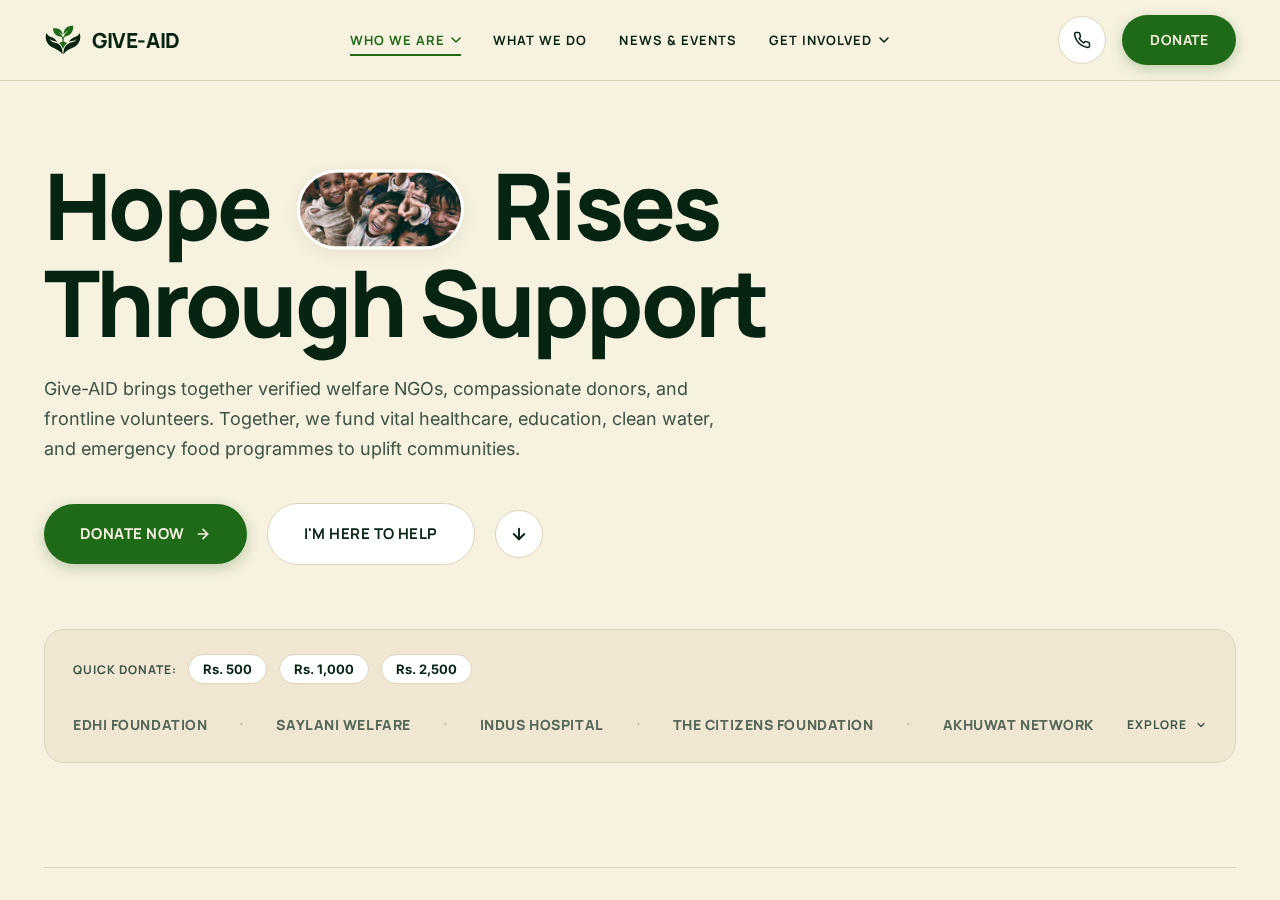 GIVE-AID
WHO WE ARE
WHAT WE DO
NEWS & EVENTS
GET INVOLVED
DONATE
Hope Rises
Through Support
Give-AID brings together verified welfare NGOs, compassionate donors, and
frontline volunteers. Together, we fund vital healthcare, education, clean water,
and emergency food programmes to uplift communities.
DONATE NOW
I'M HERE TO HELP
QUICK DONATE:
Rs. 500
Rs. 1,000
Rs. 2,500
EDHI FOUNDATION · SAYLANI WELFARE · INDUS HOSPITAL · THE CITIZENS FOUNDATION · AKHUWAT NETWORK
EXPLORE